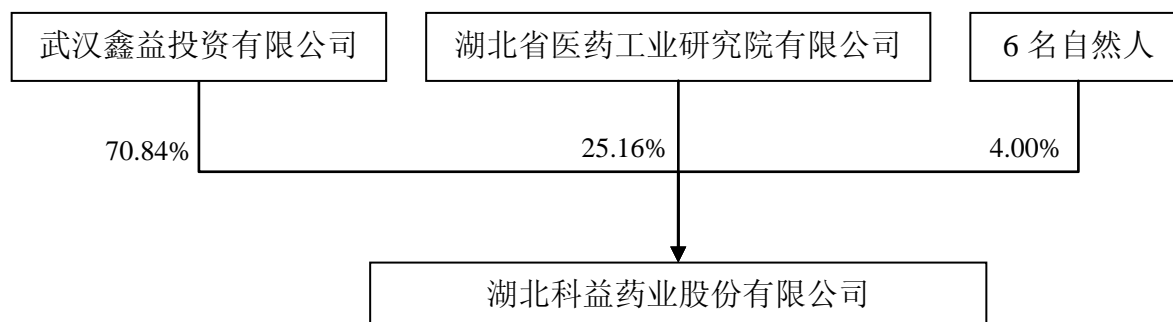 武汉鑫益投资有限公司
湖北省医药工业研究院有限公司
6 名自然人
70.84%
25.16%
4.00%
湖北科益药业股份有限公司